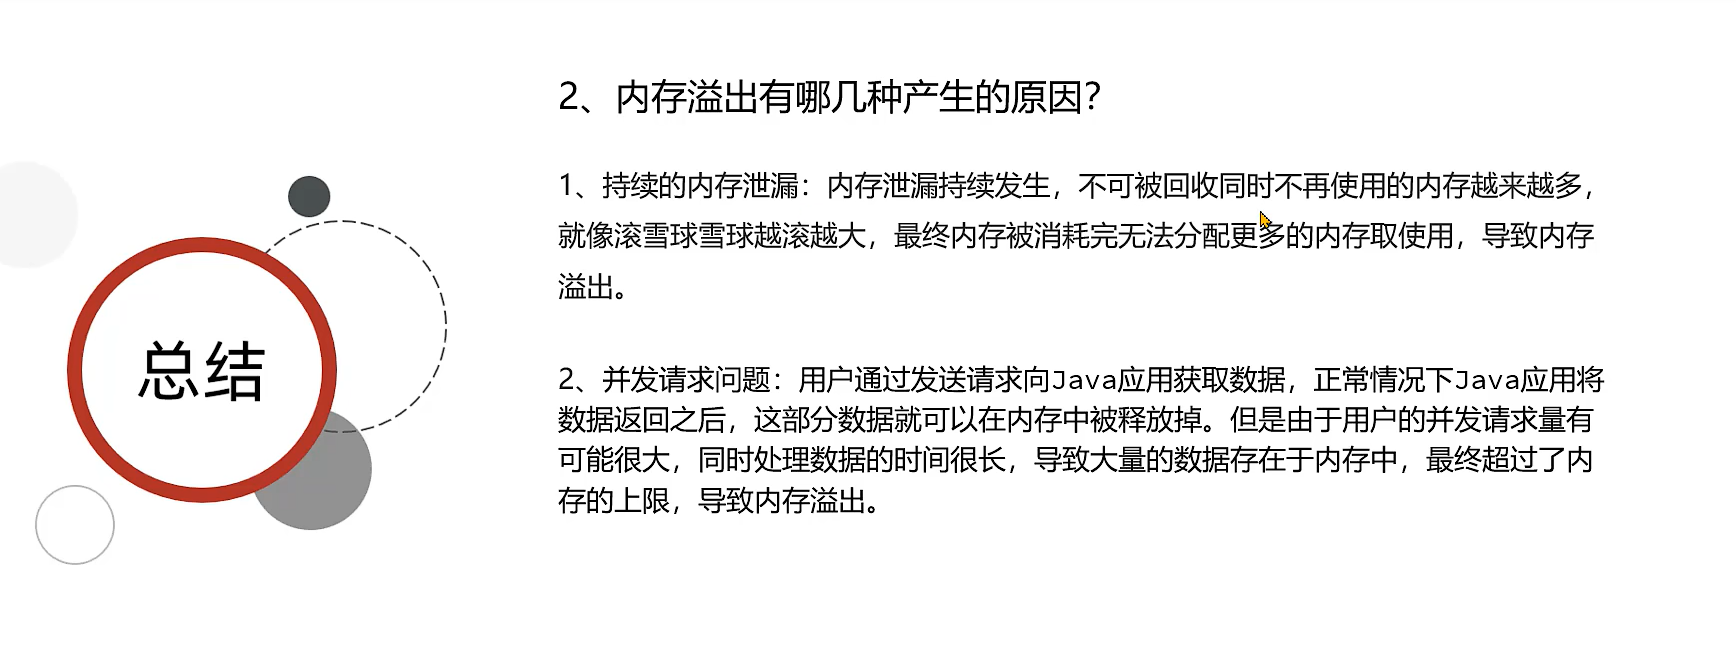 2、内存溢出有哪几种产生的原因？
1、持续的内存泄漏：内存泄漏持续发生，不可被回收同时不再使用的内存越来越多，
就像滚雪球雪球越滚越大，最终内存被消耗完无法分配更多的内存取使用，导致内存
溢出。
总结
2、并发请求问题：用户通过发送请求向Java应用获取数据，正常情况下Java应用将
数据返回之后，这部分数据就可以在内存中被释放掉。但是由于用户的并发请求量有
可能很大，同时处理数据的时间很长，导致大量的数据存在于内存中，最终超过了内
存的上限，导致内存溢出。